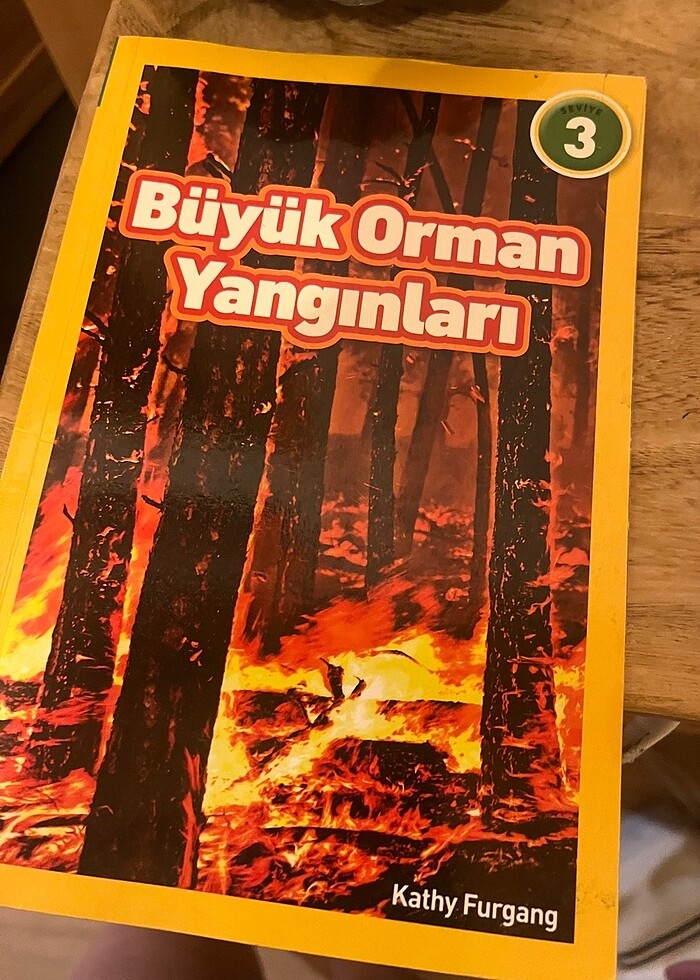 SEVİYE
3
Büyük Orman
Yangınları
Kathy Furgang